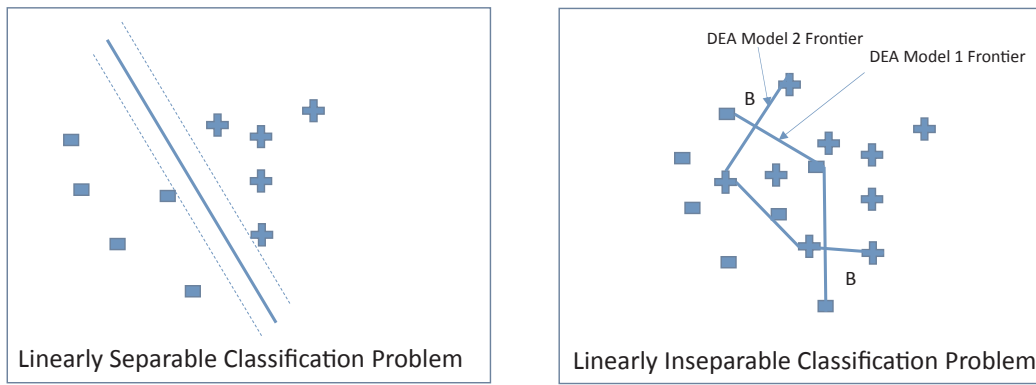 Linearly Separable Classification Problem
DEA Model 2 Frontier
DEA Model 1 Frontier
B
B
Linearly Inseparable Classification Problem